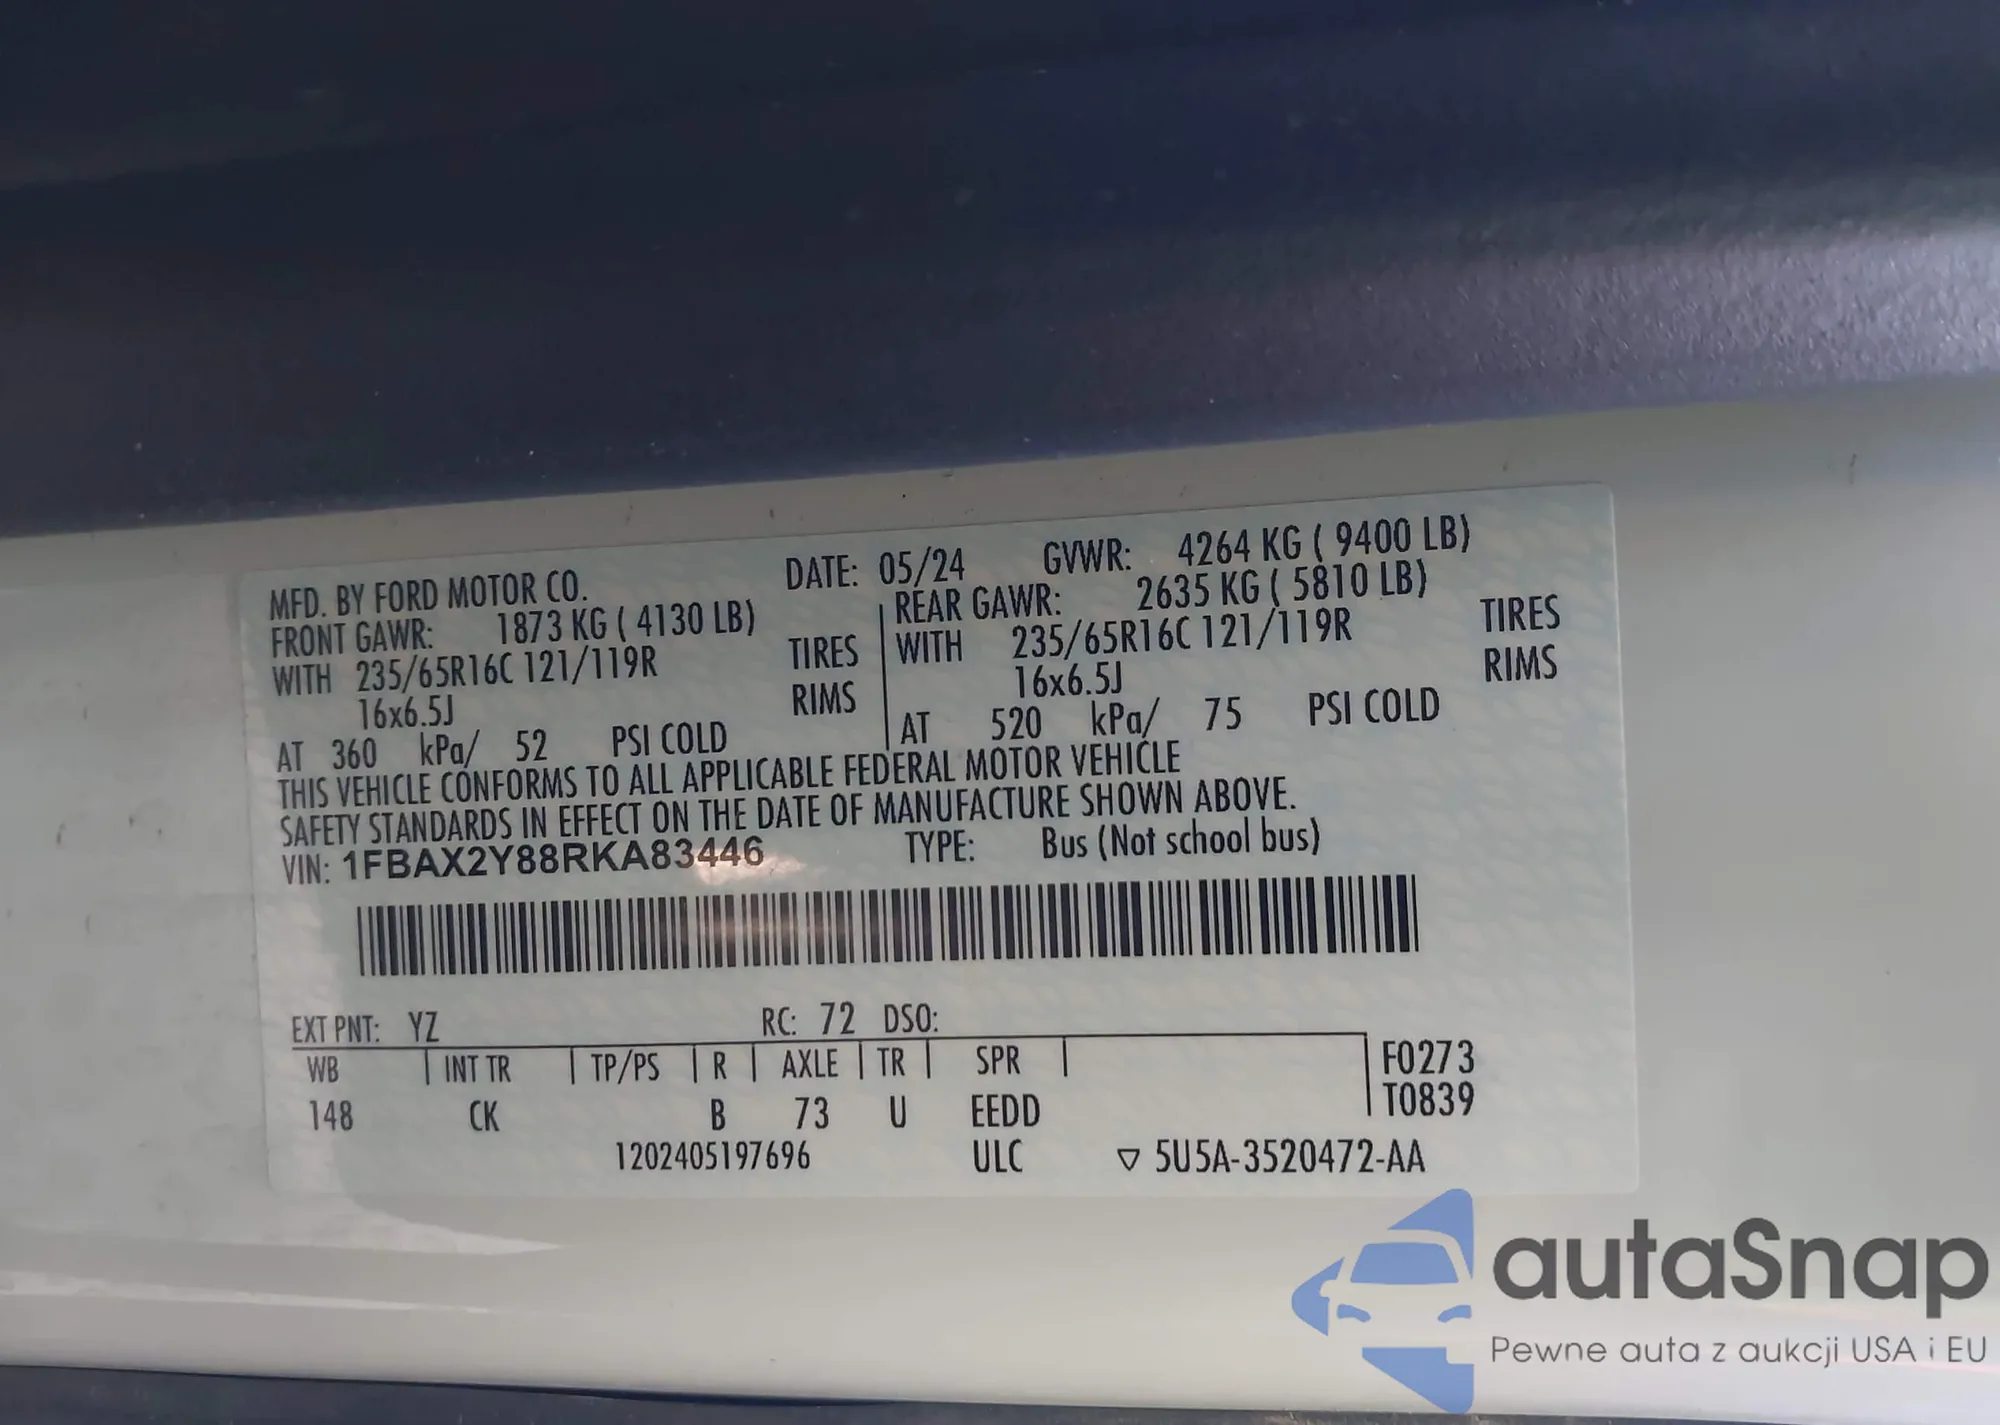 MFD. BY FORD MOTOR CO. DATE: 05/24 GVWR: 4264 KG ( 9400 LB)
FRONT GAWR: 1873 KG ( 4130 LB) REAR GAWR: 2635 KG ( 5810 LB)
WITH 235/65R16C 121/119R TIRES WITH 235/65R16C 121/119R TIRES
16x6.5J RIMS 16x6.5J RIMS
AT 360 kPa/ 52 PSI COLD AT 520 kPa/ 75 PSI COLD
THIS VEHICLE CONFORMS TO ALL APPLICABLE FEDERAL MOTOR VEHICLE
SAFETY STANDARDS IN EFFECT ON THE DATE OF MANUFACTURE SHOWN ABOVE.
VIN: 1FBAX2Y88RKA83446 TYPE: Bus (Not school bus)
EXT PNT: YZ RC: 72 DSO:
WB INT TR TP/PS R AXLE TR SPR F0273
148 CK B 73 U EEDD T0839
1202405197696 ULC ▽ 5U5A-3520472-AA
autaSnap
Pewne auta z aukcji USA i EU